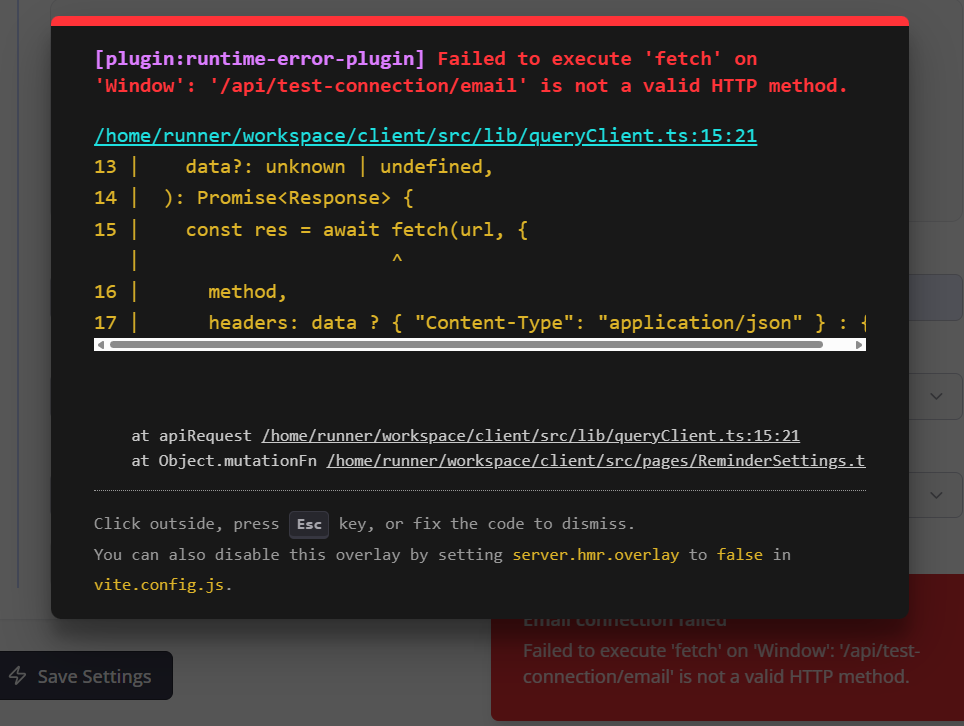 [plugin:runtime-error-plugin] Failed to execute 'fetch' on
'Window': '/api/test-connection/email' is not a valid HTTP method.
/home/runner/workspace/client/src/lib/queryClient.ts:15:21
13 |    data?: unknown | undefined,
14 |  ): Promise<Response> {
15 |    const res = await fetch(url, {
   |                      ^
16 |      method,
17 |      headers: data ? { "Content-Type": "application/json" } : {
at apiRequest /home/runner/workspace/client/src/lib/queryClient.ts:15:21
at Object.mutationFn /home/runner/workspace/client/src/pages/ReminderSettings.t
Click outside, press Esc key, or fix the code to dismiss.
You can also disable this overlay by setting server.hmr.overlay to false in
vite.config.js.
Email connection failed
Failed to execute 'fetch' on 'Window': '/api/test-
connection/email' is not a valid HTTP method.
Save Settings